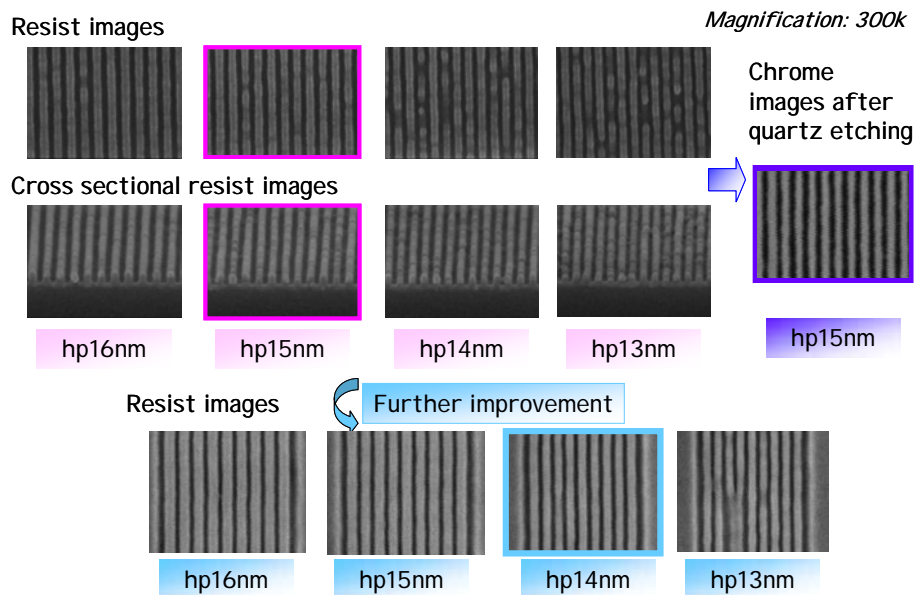 Resist images
Magnification: 300k
Chrome
images after
quartz etching
Cross sectional resist images
hp16nm
hp15nm
hp14nm
hp13nm
hp15nm
Resist images
Further improvement
hp16nm
hp15nm
hp14nm
hp13nm